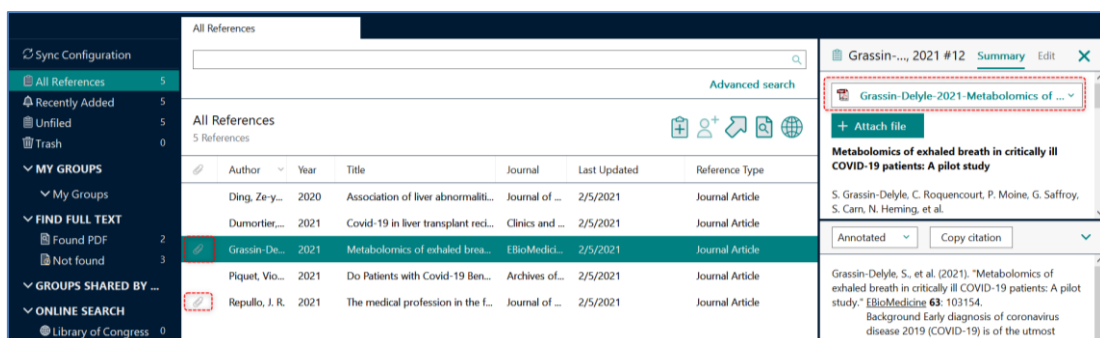 All References
Sync Configuration
All References 5
Recently Added 5
Unfiled 5
Trash 0
MY GROUPS
My Groups
FIND FULL TEXT
Found PDF 2
Not found 3
GROUPS SHARED BY ...
ONLINE SEARCH
Library of Congress 0
Advanced search
All References
5 References
Author Year Title Journal Last Updated Reference Type
Ding, Ze-y... 2020 Association of liver abnormaliti... Journal of ... 2/5/2021 Journal Article
Dumortier,... 2021 Covid-19 in liver transplant reci... Clinics and ... 2/5/2021 Journal Article
Grassin-De... 2021 Metabolomics of exhaled brea... EBioMedici... 2/5/2021 Journal Article
Piquet, Vio... 2021 Do Patients with Covid-19 Ben... Archives of... 2/5/2021 Journal Article
Repullo, J. R. 2021 The medical profession in the f... Journal of ... 2/5/2021 Journal Article
Grassin-..., 2021 #12 Summary Edit
Grassin-Delyle-2021-Metabolomics of ...
+ Attach file
Metabolomics of exhaled breath in critically ill
COVID-19 patients: A pilot study
S. Grassin-Delyle, C. Roquencourt, P. Moine, G. Saffroy,
S. Carn, N. Heming, et al.
Annotated Copy citation
Grassin-Delyle, S., et al. (2021). "Metabolomics of
exhaled breath in critically ill COVID-19 patients: A pilot
study." EBioMedicine 63: 103154.
Background Early diagnosis of coronavirus
disease 2019 (COVID-19) is of the utmost